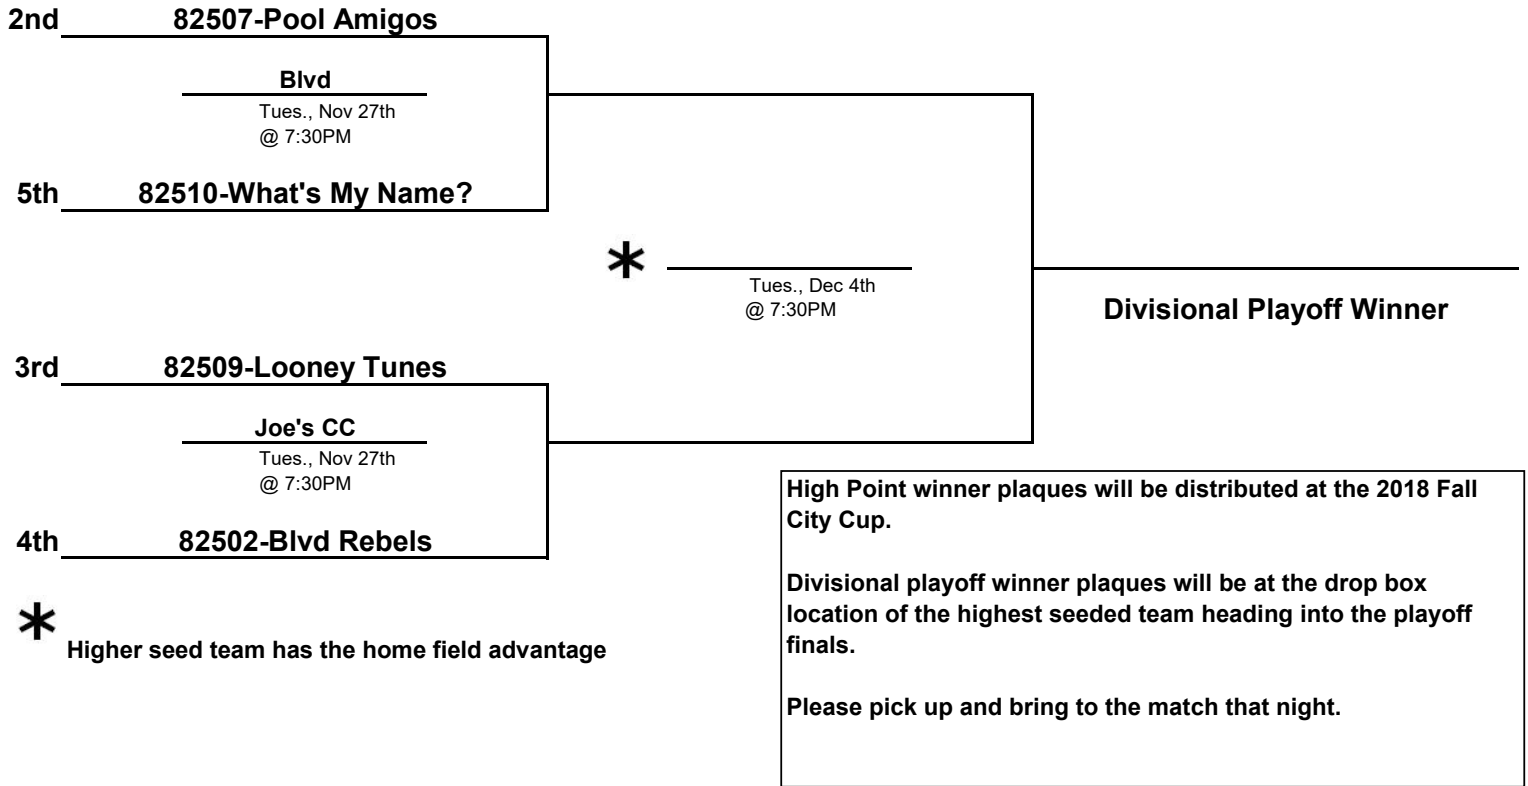 2nd 82507-Pool Amigos
Blvd
Tues., Nov 27th
@ 7:30PM
5th 82510-What's My Name?
*
Tues., Dec 4th
@ 7:30PM
Divisional Playoff Winner
3rd 82509-Looney Tunes
Joe's CC
Tues., Nov 27th
@ 7:30PM
4th 82502-Blvd Rebels
* Higher seed team has the home field advantage
High Point winner plaques will be distributed at the 2018 Fall
City Cup.
Divisional playoff winner plaques will be at the drop box
location of the highest seeded team heading into the playoff
finals.
Please pick up and bring to the match that night.